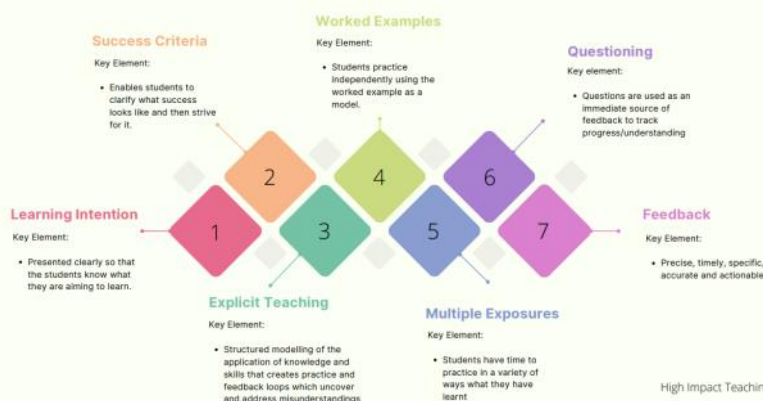 Worked Examples
Key Element:
Students practice
independently using the
worked example as a
model.
Success Criteria
Key Element:
Enables students to
clarify what success
looks like and then strive
for it.
Questioning
Key element:
Questions are used as an
immediate source of
feedback to track
progress/understanding
2
4
6
1
3
5
7
Learning Intention
Key Element:
Presented clearly so that
the students know what
they are aiming to learn.
Feedback
Key Element:
Precise, timely, specific,
accurate and actionable
Explicit Teaching
Key Element:
Structured modelling of the
application of knowledge and
skills that creates practice and
feedback loops which uncover
and address misunderstandings
Multiple Exposures
Key Element:
Students have time to
practice in a variety of
ways what they have
learnt
High Impact Teachin